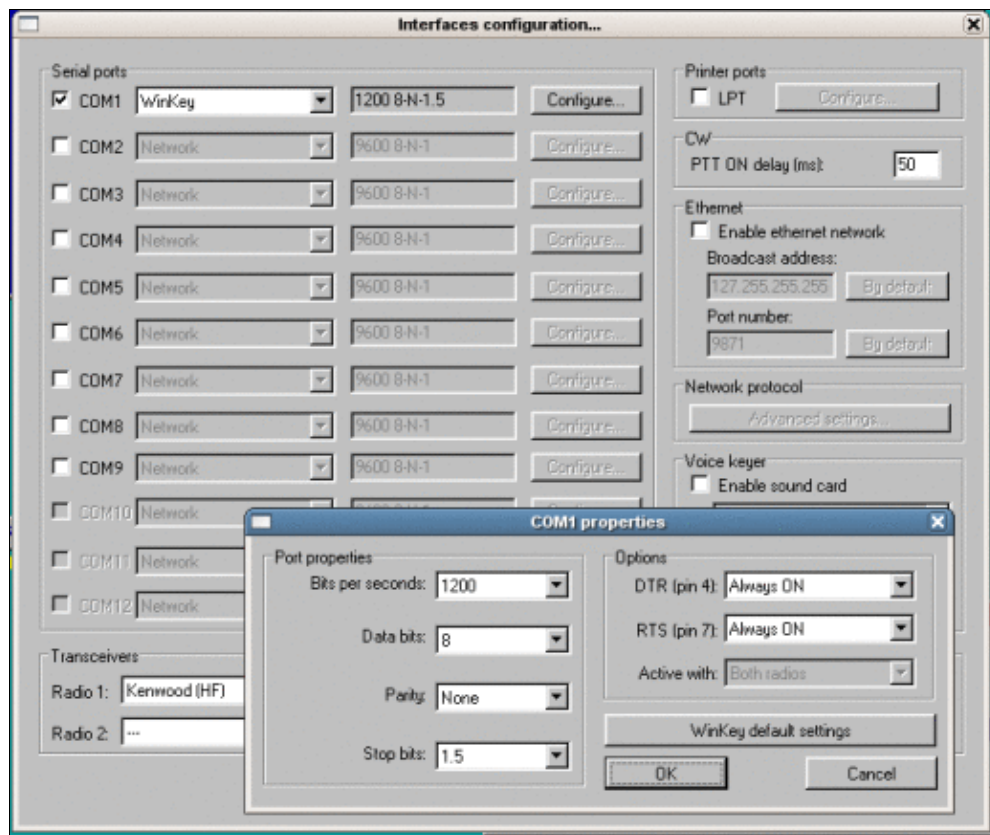 Interfaces configuration...
Serial ports
COM1 WinKey 1200 8-N-1.5 Configure...
COM2 Network 9600 8-N-1 Configure...
COM3 Network 9600 8-N-1 Configure...
COM4 Network 9600 8-N-1 Configure...
COM5 Network 9600 8-N-1 Configure...
COM6 Network 9600 8-N-1 Configure...
COM7 Network 9600 8-N-1 Configure...
COM8 Network 9600 8-N-1 Configure...
COM9 Network 9600 8-N-1 Configure...
COM10 Network
COM11 Network
COM12 Network
Transceivers
Radio 1: Kenwood (HF)
Radio 2: ---
Printer ports
LPT Configure...
CW
PTT ON delay (ms): 50
Ethernet
Enable ethernet network
Broadcast address:
127.255.255.255 By default
Port number:
9871 By default
Network protocol
Advanced settings...
Voice keyer
Enable sound card
COM1 properties
Port properties
Bits per seconds: 1200
Data bits: 8
Parity: None
Stop bits: 1.5
Options
DTR (pin 4): Always ON
RTS (pin 7): Always ON
Active with: Both radios
WinKey default settings
OK Cancel